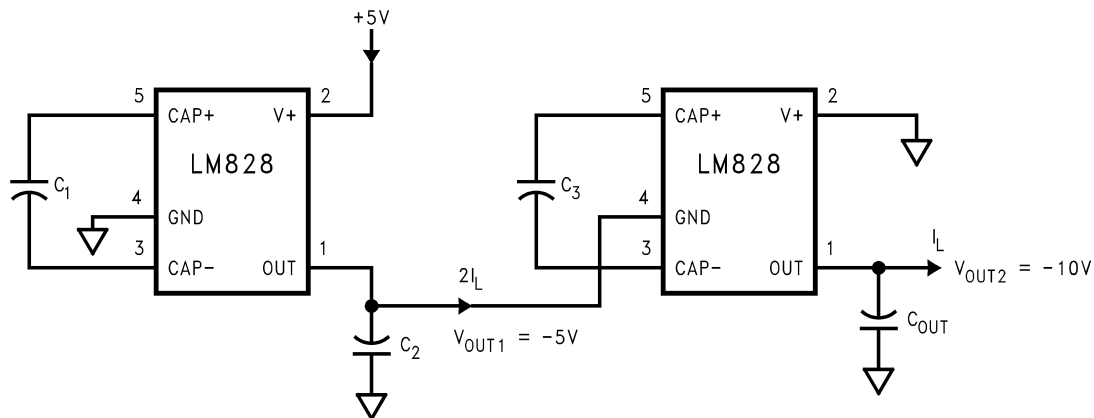 +5V
5
2
CAP+
V+
LM828
C1
4
GND
3
CAP-
1
OUT
2IL
VOUT1 = -5V
C2
5
2
CAP+
V+
LM828
C3
4
GND
3
CAP-
1
OUT
IL
VOUT2 = -10V
COUT